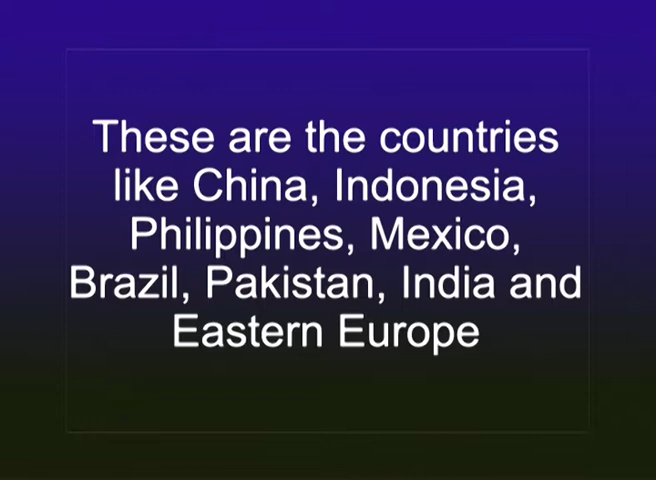 These are the countries
like China, Indonesia,
Philippines, Mexico,
Brazil, Pakistan, India and
Eastern Europe